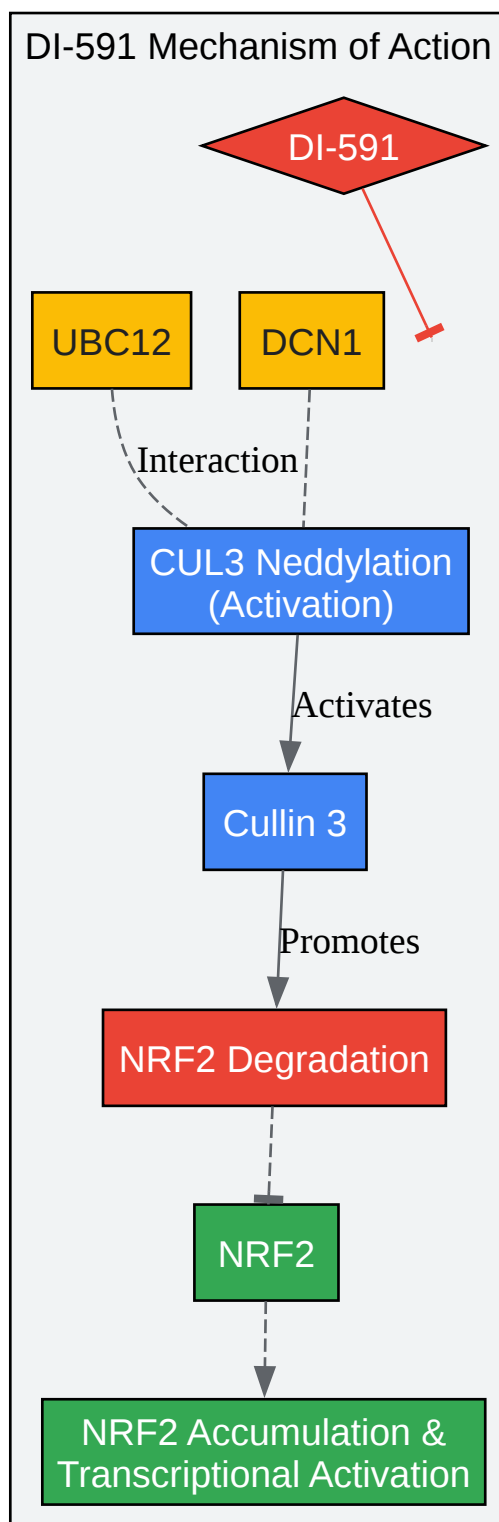 DI-591 Mechanism of Action
DI-591
UBC12
DCN1
Interaction
CUL3 Neddylation
(Activation)
Activates
Cullin 3
Promotes
NRF2 Degradation
NRF2
NRF2 Accumulation &
Transcriptional Activation